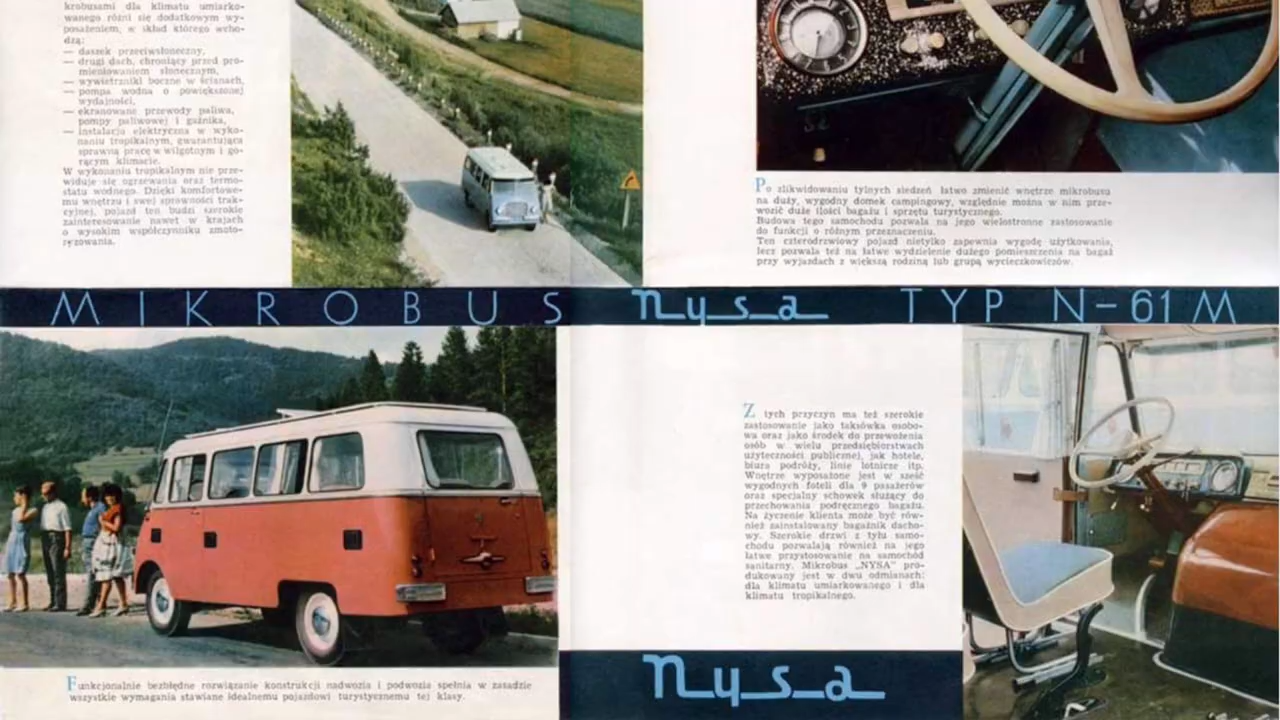 krobusami dla klimatu umiarko-
wanego różni się dodatkowym wy-
posażeniem, w skład którego wcho-
dzą:
— daszek przeciwsłoneczny,
— drugi dach, chroniący przed pro-
mieniowaniem słonecznym,
— wywietrzniki boczne w ścianach,
— pompa wodna o powiększonej
wydajności,
— ekranowane przewody paliwa,
pompy paliwowej i gaźnika,
— instalacja elektryczna w wyko-
naniu tropikalnym, gwarantująca
sprawną pracę w wilgotnym i go-
rącym klimacie.
W wykonaniu tropikalnym nie prze-
widuje się ogrzewania oraz termo-
statu wodnego. Dzięki komfortowe-
mu wnętrzu i swej sprawności trak-
cyjnej, pojazd ten budzi szerokie
zainteresowanie nawet w krajach
o wysokim współczynniku zmoto-
ryzowania.
Po zlikwidowaniu tylnych siedzeń łatwo zmienić wnętrze mikrobusu
na duży, wygodny domek campingowy, względnie można w nim prze-
wozić duże ilości bagażu i sprzętu turystycznego.
Budowa tego samochodu pozwala na jego wielostronne zastosowanie
do funkcji o różnym przeznaczeniu.
Ten czterodrzwiowy pojazd nietylko zapewnia wygodę użytkowania,
lecz pozwala też na łatwe wydzielenie dużego pomieszczenia na bagaż
przy wyjazdach z większą rodziną lub grupą wycieczkowiczów.
MIKROBUS nysa TYP N-61 M
Z tych przyczyn ma też szerokie
zastosowanie jako taksówka osobo-
wa oraz jako środek do przewożenia
osób w wielu przedsiębiorstwach
użyteczności publicznej, jak hotele,
biura podróży, linie lotnicze itp.
Wnętrze wyposażone jest w sześć
wygodnych foteli dla 9 pasażerów
oraz specjalny schowek służący do
przechowania podręcznego bagażu.
Na życzenie klienta może być rów-
nież zainstalowany bagażnik dacho-
wy. Szerokie drzwi z tyłu samo-
chodu pozwalają również na jego
łatwe przystosowanie na samochód
sanitarny. Mikrobus „NYSA” pro-
dukowany jest w dwu odmianach:
dla klimatu umiarkowanego i dla
klimatu tropikalnego.
Funkcjonalnie bezbłędne rozwiązanie konstrukcji nadwozia i podwozia spełnia w zasadzie
wszystkie wymagania stawiane idealnemu pojazdowi turystycznemu tej klasy.
nysa